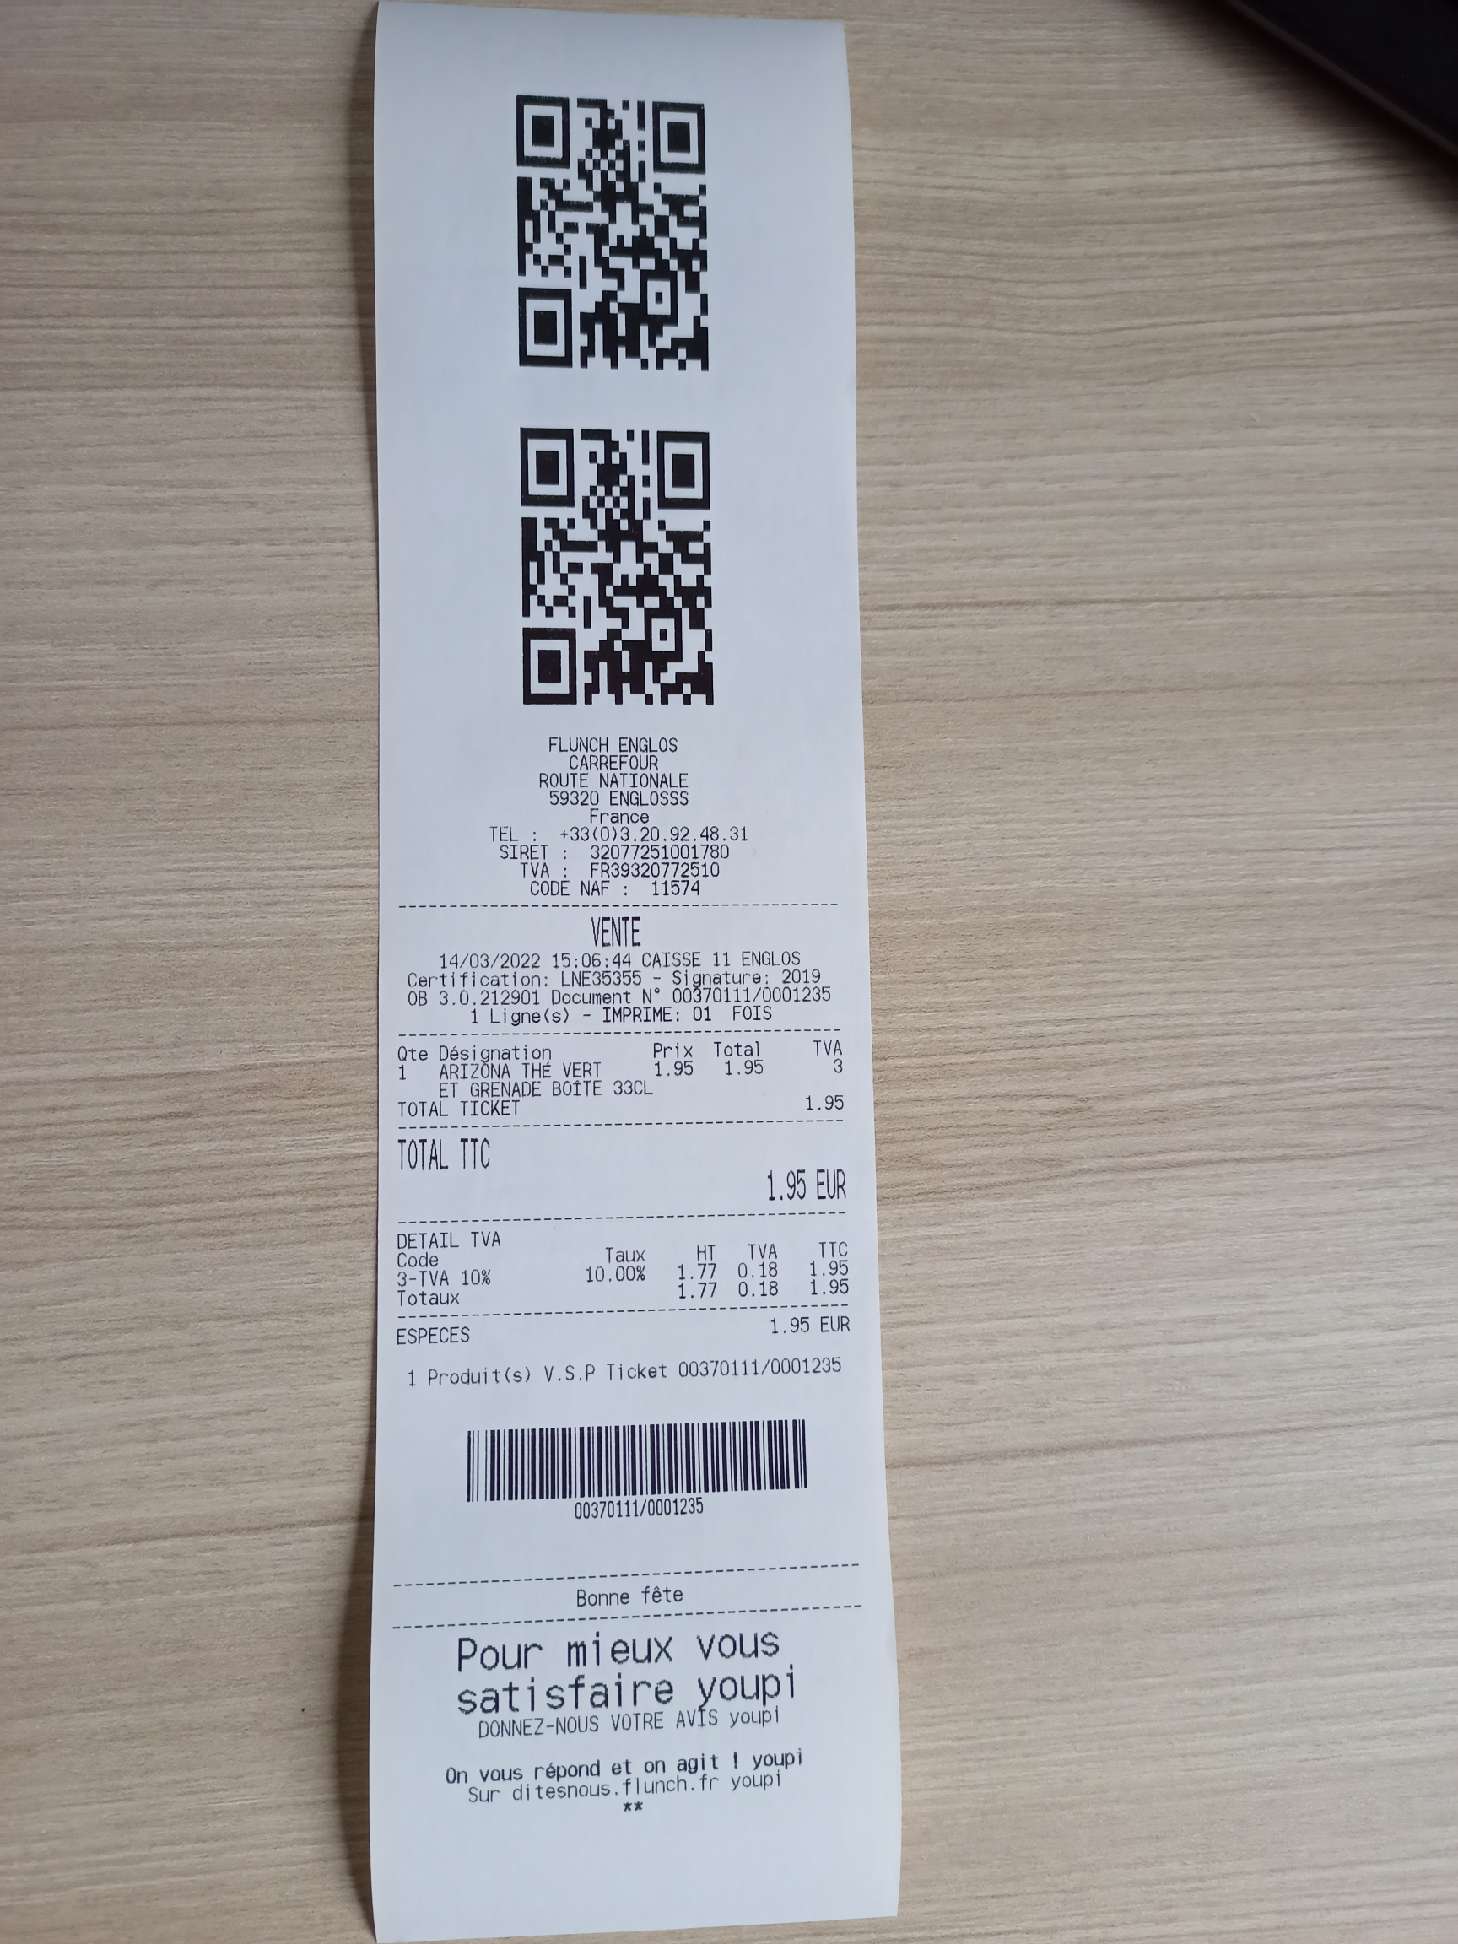 FLUNCH ENGLOS
CARREFOUR
ROUTE NATIONALE
59320 ENGLOSSS
France
TEL : +33(0)3.20.92.48.31
SIRET : 32077251001780
TVA : FR39320772510
CODE NAF : 11574
VENTE
14/03/2022 15:06:44 CAISSE 11 ENGLOS
Certification: LNE35355 - Signature: 2019
OB 3.0.212901 Document N° 00370111/0001235
1 Ligne(s) - IMPRIME: 01 FOIS
Qte Désignation Prix Total TVA
1 ARIZONA THÉ VERT 1.95 1.95 3
ET GRENADE BOÎTE 33CL
TOTAL TICKET 1.95
TOTAL TTC
1.95 EUR
DETAIL TVA
Code Taux HT TVA TTC
3-TVA 10% 10.00% 1.77 0.18 1.95
Totaux 1.77 0.18 1.95
ESPECES 1.95 EUR
1 Produit(s) V.S.P Ticket 00370111/0001235
00370111/0001235
Bonne fête
Pour mieux vous
satisfaire youpi
DONNEZ-NOUS VOTRE AVIS youpi
On vous répond et on agit ! youpi
Sur ditesnous.flunch.fr youpi
**